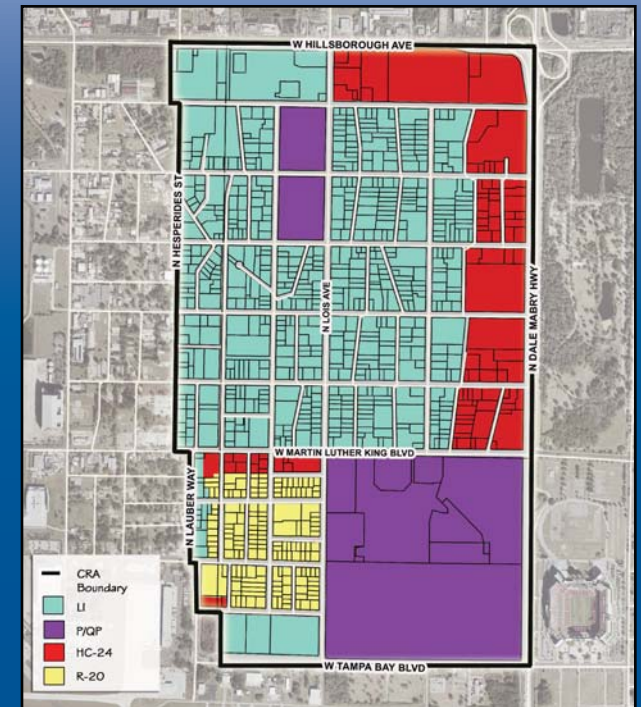 W HILLSBOROUGH AVE
N HESPERIDES ST
N LOIS AVE
N DALE MABRY HWY
W MARTIN LUTHER KING BLVD
N LAUBER WAY
W TAMPA BAY BLVD
CRA
Boundary
LI
P/QP
HC-24
R-20